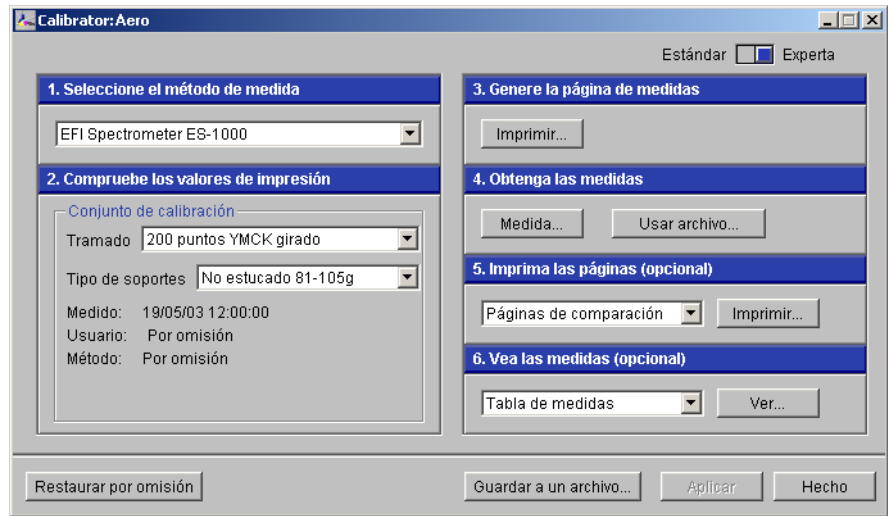 Calibrator:Aero
Estándar Experta
1. Seleccione el método de medida
EFI Spectrometer ES-1000
2. Compruebe los valores de impresión
Conjunto de calibración
Tramado 200 puntos YMCK girado
Tipo de soportes No estucado 81-105g
Medido: 19/05/03 12:00:00
Usuario: Por omisión
Método: Por omisión
3. Genere la página de medidas
Imprimir...
4. Obtenga las medidas
Medida... Usar archivo...
5. Imprima las páginas (opcional)
Páginas de comparación Imprimir...
6. Vea las medidas (opcional)
Tabla de medidas Ver...
Restaurar por omisión Guardar a un archivo... Aplicar Hecho